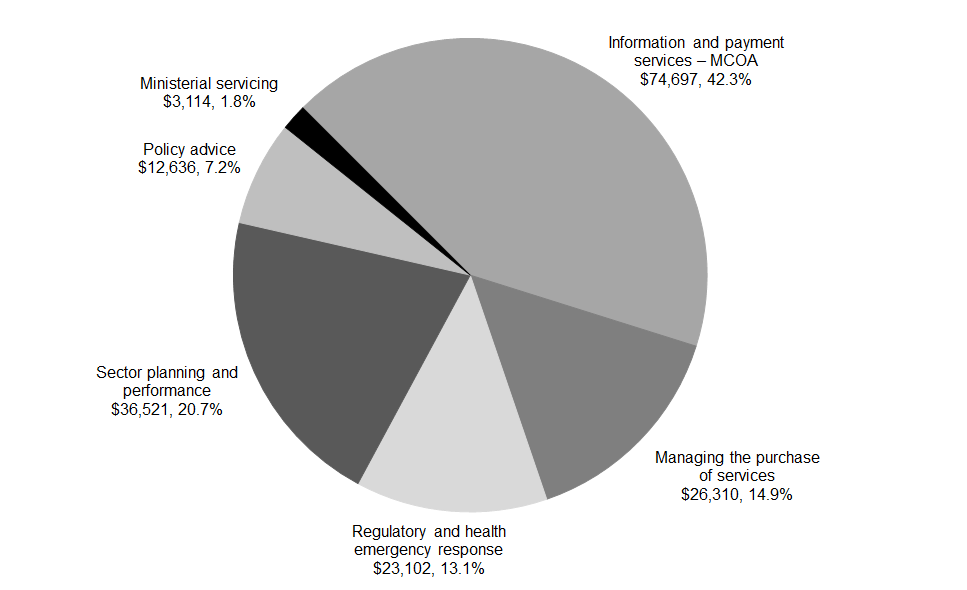 Information and payment
services – MCOA
$74,697, 42.3%
Ministerial servicing
$3,114, 1.8%
Policy advice
$12,636, 7.2%
Sector planning and
performance
$36,521, 20.7%
Managing the purchase
of services
$26,310, 14.9%
Regulatory and health
emergency response
$23,102, 13.1%